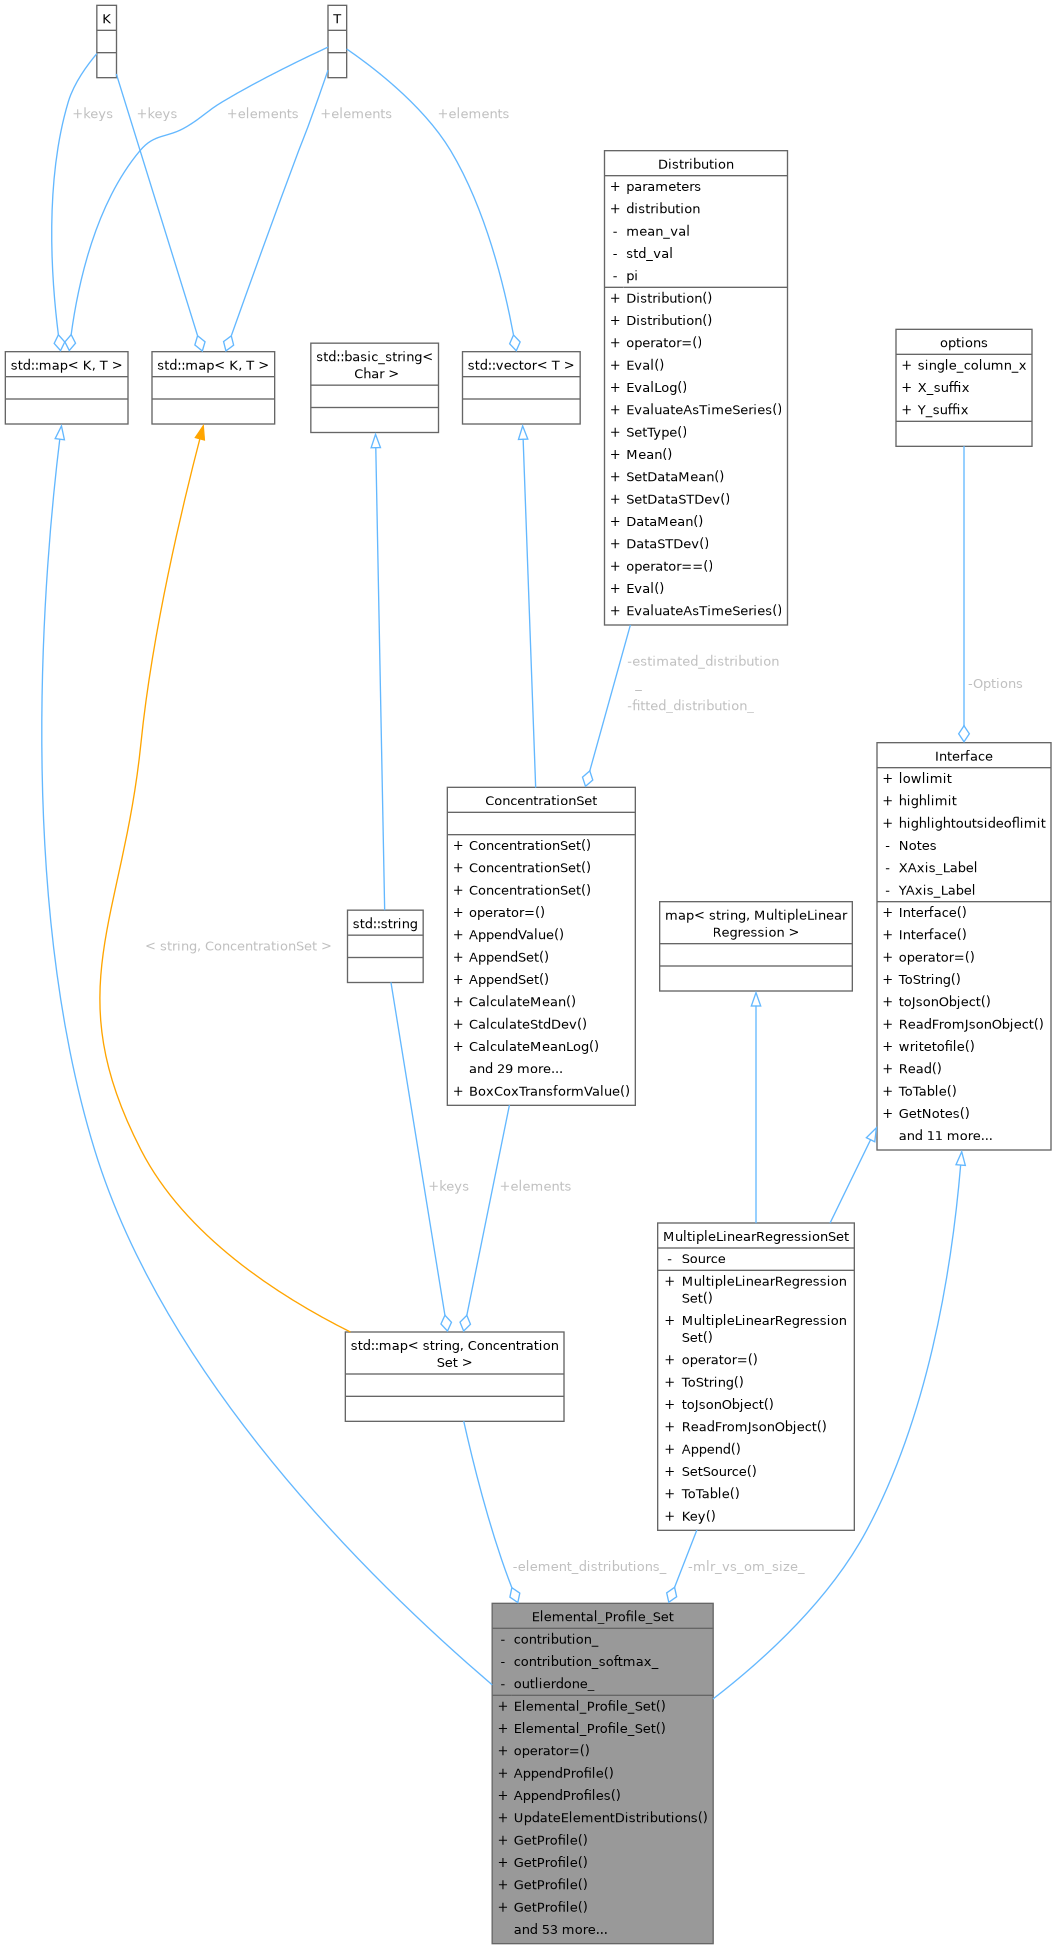 K
T
+keys
+keys
+elements
+elements
+elements
Distribution
+ parameters
+ distribution
- mean_val
- std_val
- pi
+ Distribution()
+ Distribution()
+ operator=()
+ Eval()
+ EvalLog()
+ EvaluateAsTimeSeries()
+ SetType()
+ Mean()
+ SetDataMean()
+ SetDataSTDev()
+ DataMean()
+ DataSTDev()
+ operator==()
+ Eval()
+ EvaluateAsTimeSeries()
std::map< K, T >
std::map< K, T >
std::basic_string<
Char >
std::vector< T >
options
+ single_column_x
+ X_suffix
+ Y_suffix
-estimated_distribution
_
-fitted_distribution_
-Options
Interface
+ lowlimit
+ highlimit
+ highlightoutsideoflimit
- Notes
- XAxis_Label
- YAxis_Label
+ Interface()
+ Interface()
+ operator=()
+ ToString()
+ toJsonObject()
+ ReadFromJsonObject()
+ writetofile()
+ Read()
+ ToTable()
+ GetNotes()
and 11 more...
ConcentrationSet
+ ConcentrationSet()
+ ConcentrationSet()
+ ConcentrationSet()
+ operator=()
+ AppendValue()
+ AppendSet()
+ AppendSet()
+ CalculateMean()
+ CalculateStdDev()
+ CalculateMeanLog()
and 29 more...
+ BoxCoxTransformValue()
std::string
< string, ConcentrationSet >
map< string, MultipleLinear
Regression >
+keys
+elements
MultipleLinearRegressionSet
- Source
+ MultipleLinearRegression
Set()
+ MultipleLinearRegression
Set()
+ operator=()
+ ToString()
+ toJsonObject()
+ ReadFromJsonObject()
+ Append()
+ SetSource()
+ ToTable()
+ Key()
std::map< string, Concentration
Set >
-element_distributions_
-mlr_vs_om_size_
Elemental_Profile_Set
- contribution_
- contribution_softmax_
- outlierdone_
+ Elemental_Profile_Set()
+ Elemental_Profile_Set()
+ operator=()
+ AppendProfile()
+ AppendProfiles()
+ UpdateElementDistributions()
+ GetProfile()
+ GetProfile()
+ GetProfile()
+ GetProfile()
and 53 more...